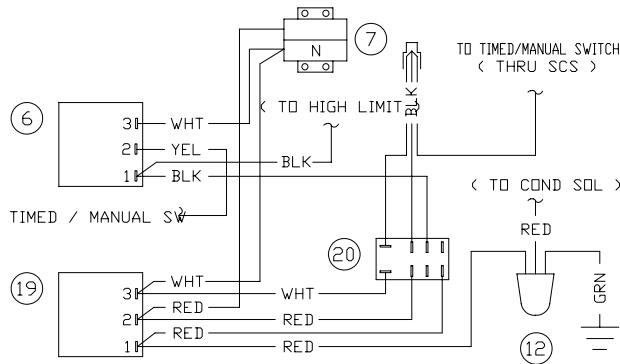 7
N
TO TIMED/MANUAL SWITCH
( THRU SCS )
BLK
( TO HIGH LIMIT )
6
3 WHT
2 YEL
1 BLK
BLK
( TO COND SOL )
TIMED / MANUAL SW
RED
20
19
WHT
3 WHT
RED
2 RED
RED
1 RED
GRN
12